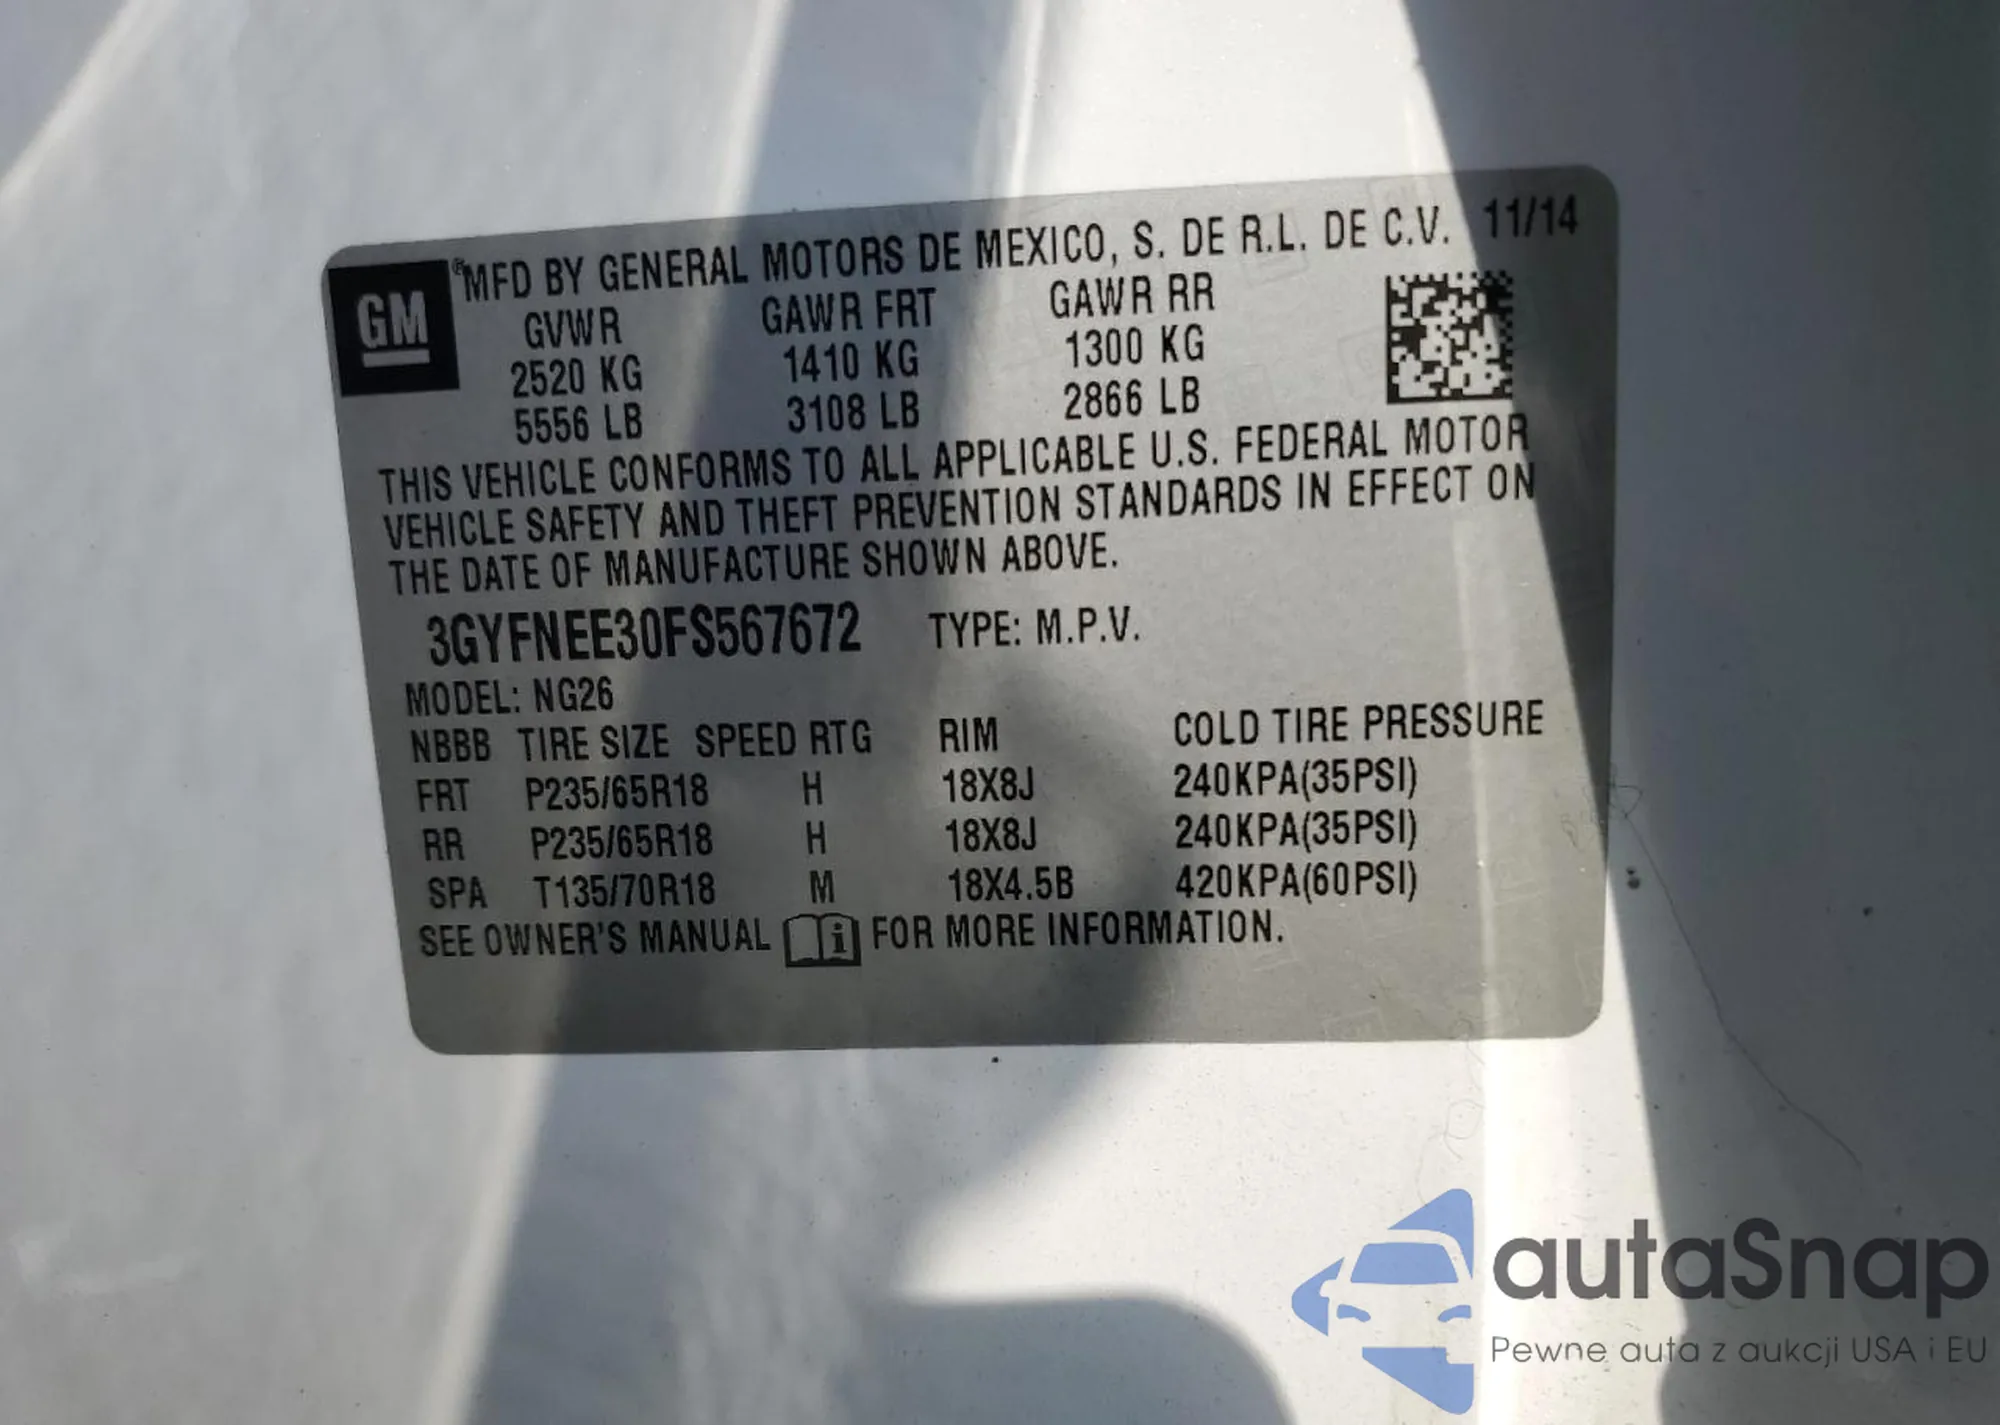 GM
® MFD BY GENERAL MOTORS DE MEXICO, S. DE R.L. DE C.V. 11/14
GVWR GAWR FRT GAWR RR
2520 KG 1410 KG 1300 KG
5556 LB 3108 LB 2866 LB
THIS VEHICLE CONFORMS TO ALL APPLICABLE U.S. FEDERAL MOTOR
VEHICLE SAFETY AND THEFT PREVENTION STANDARDS IN EFFECT ON
THE DATE OF MANUFACTURE SHOWN ABOVE.
3GYFNEE30FS567672 TYPE: M.P.V.
MODEL: NG26
NBBB TIRE SIZE SPEED RTG RIM COLD TIRE PRESSURE
FRT P235/65R18 H 18X8J 240KPA(35PSI)
RR P235/65R18 H 18X8J 240KPA(35PSI)
SPA T135/70R18 M 18X4.5B 420KPA(60PSI)
SEE OWNER'S MANUAL i FOR MORE INFORMATION.
autaSnap
Pewne auta z aukcji USA i EU